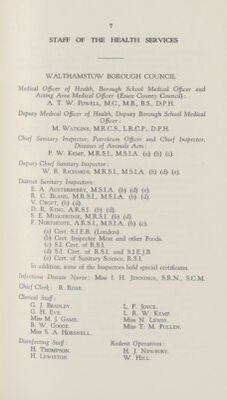 7
STAFF OF THE HEALTH SERVICES
WALTHAMSTOW BOROUGH COUNCIL
Medical Officer of Health, Borough School Medical Officer and
Acting Area Medical Officer (Essex County Council):
A. T. W. POWELL, M.C., M.B., B.S., D.P.H.
Deputy Medical Officer of Health, Deputy Borough School Medical
Officer:
M. WATKINS, M.R.C.S., L.R.C.P., D.P.H.
Chief Sanitary Inspector, Petroleum Officer and Chief Inspector,
Diseases of Animals Acts:
F. W. KEMP, M.R.S.I., M.S.I.A. (a) (b) (c).
Deputy Chief Sanitary Inspector:
W. R. RICHARDS, M.R.S.I., M.S.I.A. (b) (d) (e).
District Sanitary Inspectors:
E. A. AUSTERBERRY, M.S.I.A. (b) (d) (e).
R. C. BLAND, M.R.S.I., M.S.I.A. (b) (d).
V. CROFT, (b) (d).
D. R. KING, A.R.S.I. (b) (d).
S. E. MUGGERIDGE, M.R.S.I. (b) (d).
F. NORTHCOTE, A.R.S.I., M.S.I.A. (b) (c).
(a) Cert. S.I.E.B. (London).
(b) Cert. Inspector Meat and other Foods.
(c) S.I. Cert. of R.S.I.
(d) S.I. Cert. of R.S.I. and S.I.E.J.B.
(e) Cert. of Sanitary Science, R.S.I.
In addition, some of the Inspectors hold special certificates.
Infectious Disease Nurse: Miss I. H. JENNINGS, S.R.N., S.C.M.
Chief Clerk: R. ROSE.
Clerical Staff:
G. J. BRADLEY. L. F. JOYCE.
G. H. EVE. L. R. W. KEMP.
Miss M. J. GAME. Miss N. LEWIS.
B. W. GOODE. Miss T. M. PULLEN.
Miss S. A. HORSNELL.
Disinfecting Staff: Rodent Operatives:
H. THOMPSON. H. J. NEWBURY.
H. LEWISTON. W. HILL.